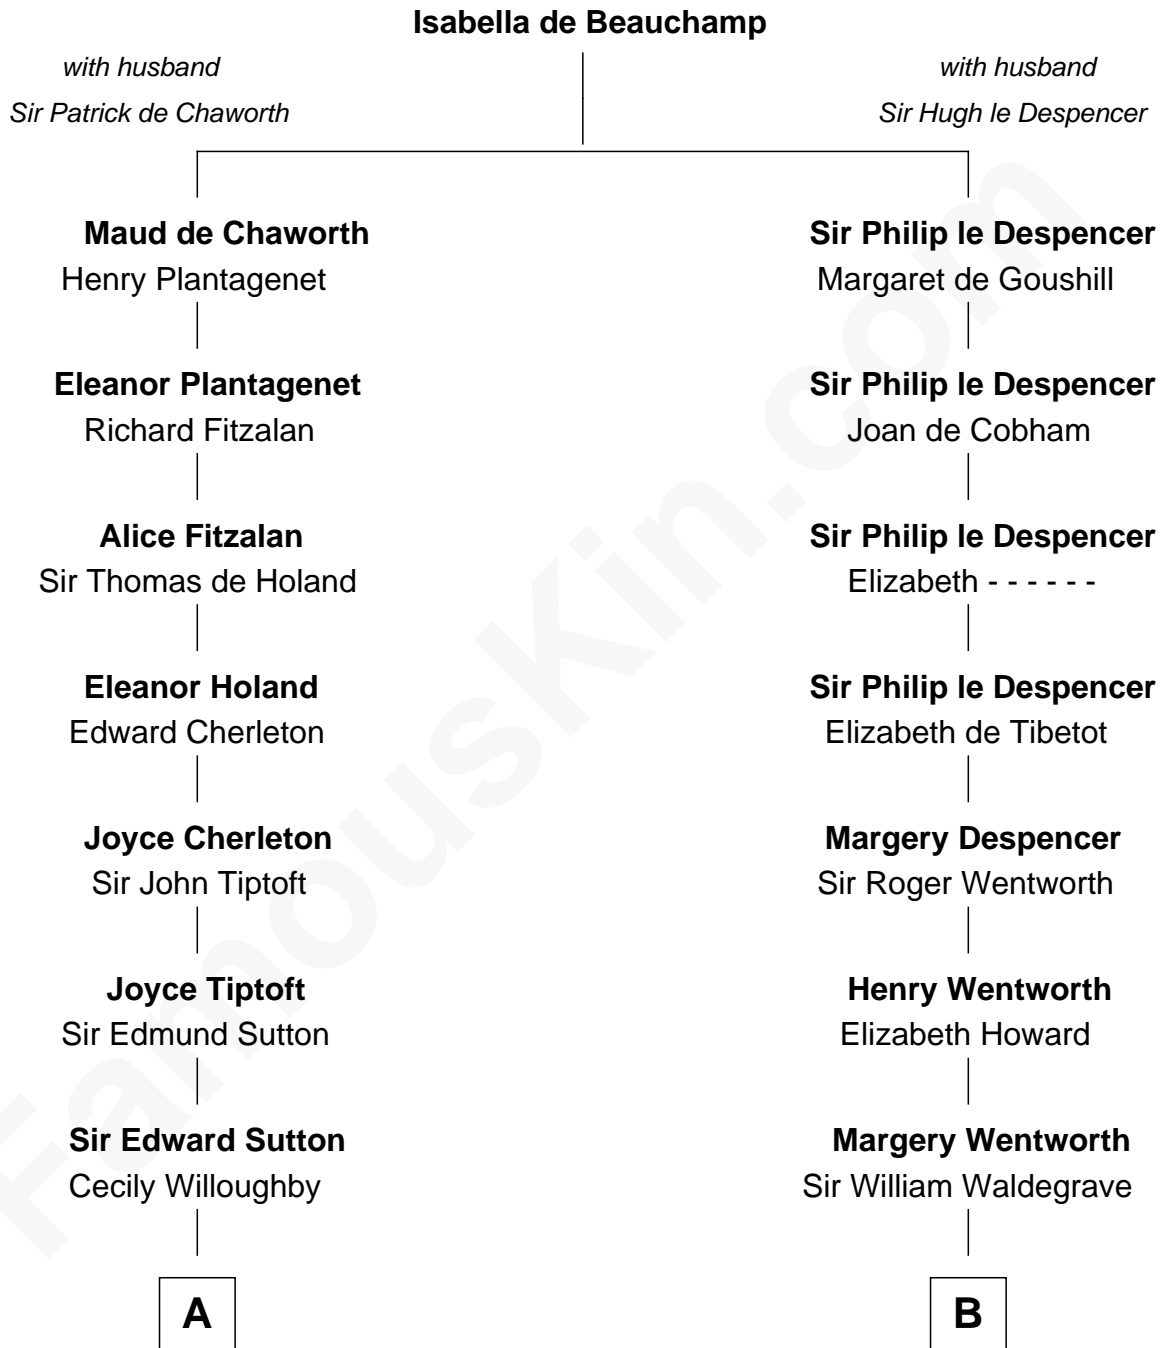 Isabella de Beauchamp
with husband
Sir Patrick de Chaworth
with husband
Sir Hugh le Despencer
Maud de Chaworth
Henry Plantagenet
Sir Philip le Despencer
Margaret de Goushill
Eleanor Plantagenet
Richard Fitzalan
Sir Philip le Despencer
Joan de Cobham
Alice Fitzalan
Sir Thomas de Holand
Sir Philip le Despencer
Elizabeth - - - - - -
Eleanor Holand
Edward Cherleton
Sir Philip le Despencer
Elizabeth de Tibetot
Joyce Cherleton
Sir John Tiptoft
Margery Despencer
Sir Roger Wentworth
Joyce Tiptoft
Sir Edmund Sutton
Henry Wentworth
Elizabeth Howard
Sir Edward Sutton
Cecily Willoughby
Margery Wentworth
Sir William Waldegrave
A
B
FamousKin.com